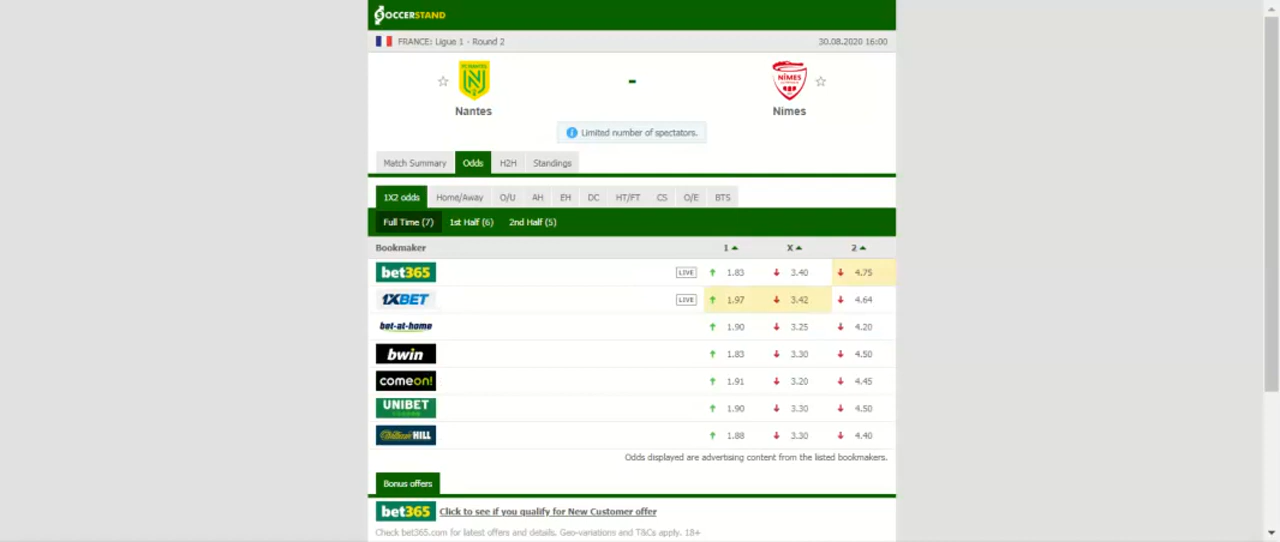 SOCCERSTAND
FRANCE: Ligue 1 - Round 2 30.08.2020 16:00
FC NANTES
N
NÎMES
-
Nantes Nimes
Limited number of spectators.
Match Summary Odds H2H Standings
1X2 odds Home/Away O/U AH EH DC HT/FT CS O/E BTS
Full Time (7) 1st Half (6) 2nd Half (5)
Bookmaker 1 X 2
bet365 LIVE 1.83 3.40 4.75
1XBET LIVE 1.97 3.42 4.64
bet-at-home 1.90 3.25 4.20
bwin 1.83 3.30 4.50
comeon! 1.91 3.20 4.45
UNIBET 1.90 3.30 4.50
William HILL 1.88 3.30 4.40
Odds displayed are advertising content from the listed bookmakers.
Bonus offers
bet365 Click to see if you qualify for New Customer offer
Check bet365.com for latest offers and details. Geo-variations and T&Cs apply. 18+